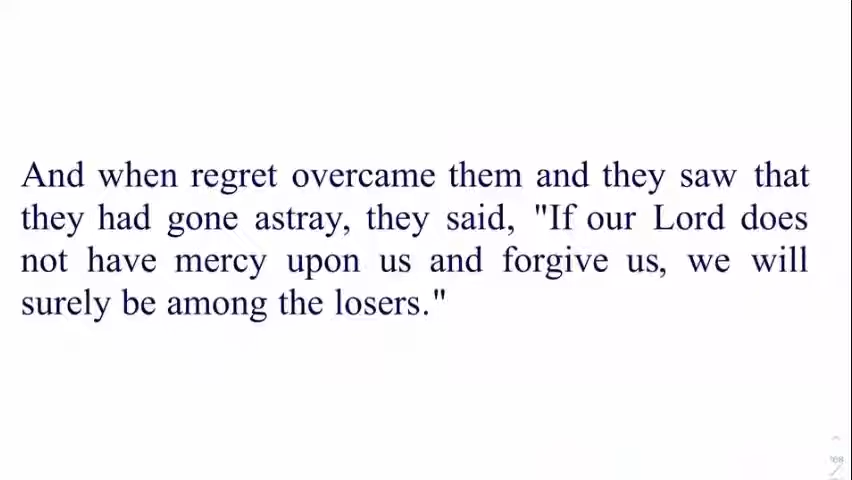 And when regret overcame them and they saw that
they had gone astray, they said, "If our Lord does
not have mercy upon us and forgive us, we will
surely be among the losers."